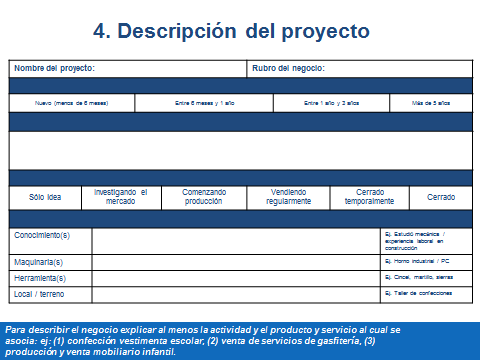 4. Descripción del proyecto
Nombre del proyecto: Rubro del negocio:
Nuevo (menos de 6 meses) Entre 6 meses y 1 año Entre 1 año y 3 años Más de 3 años
Sólo idea Investigando el mercado Comenzando producción Vendiendo regularmente Cerrado temporalmente Cerrado
Conocimiento(s) Ej. Estudió mecánica /
experiencia laboral en
construcción
Maquinaria(s) Ej. Horno industrial / PC
Herramienta(s) Ej. Cincel, martillo, sierras
Local / terreno Ej. Taller de confecciones
Para describir el negocio explicar al menos la actividad y el producto y servicio al cual se
asocia: ej: (1) confección vestimenta escolar, (2) venta de servicios de gasfitería, (3)
producción y venta mobiliario infantil.